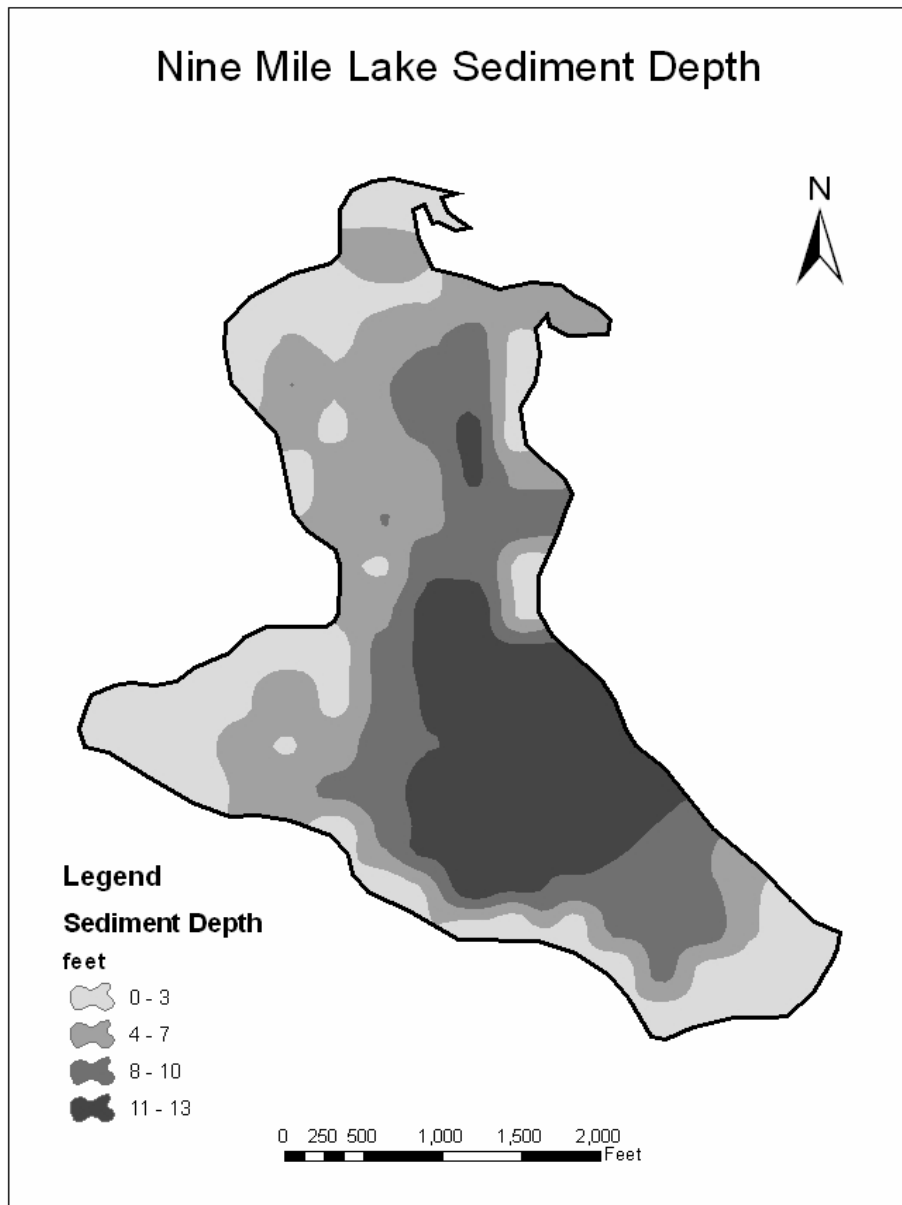 Nine Mile Lake Sediment Depth
N
Legend
Sediment Depth
feet
0 - 3
4 - 7
8 - 10
11 - 13
0 250 500 1,000 1,500 2,000
Feet